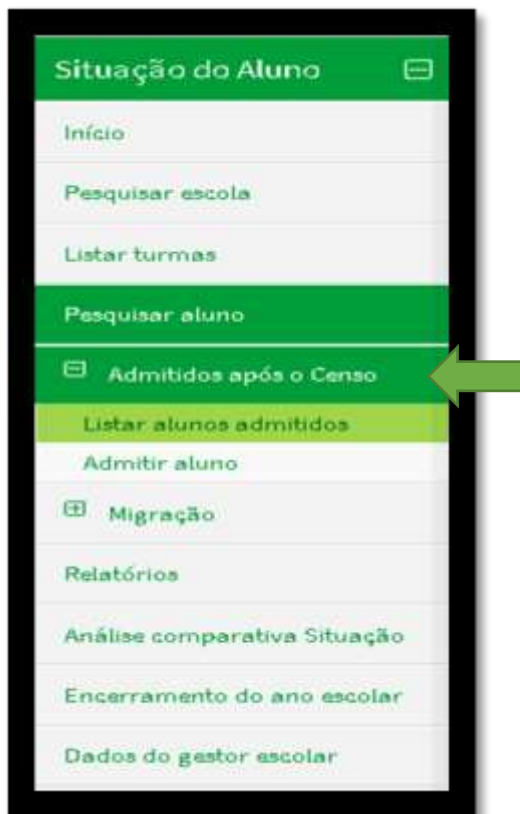 Situação do Aluno
Início
Pesquisar escola
Listar turmas
Pesquisar aluno
Admitidos após o Censo
Listar alunos admitidos
Admitir aluno
Migração
Relatórios
Análise comparativa Situação
Encerramento do ano escolar
Dados do gestor escolar